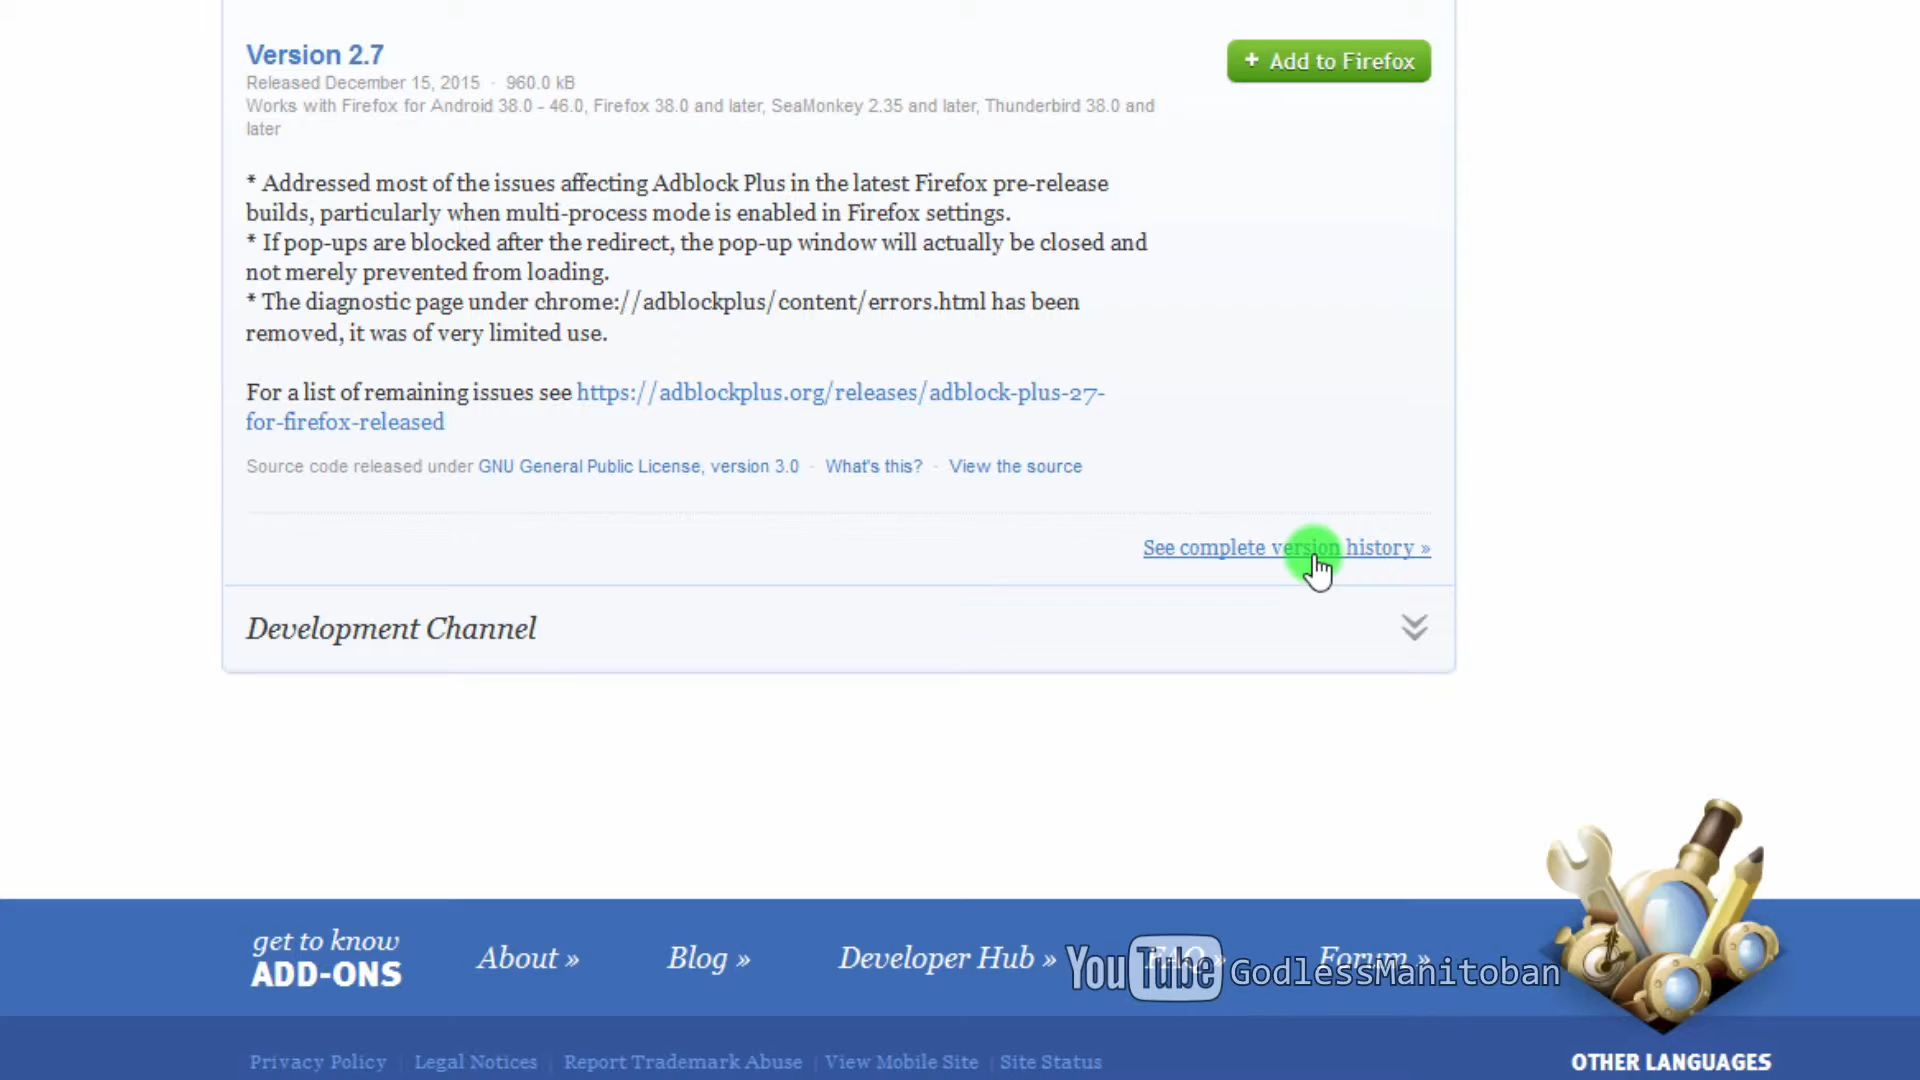 Version 2.7
+ Add to Firefox
Released December 15, 2015 · 960.0 kB
Works with Firefox for Android 38.0 - 46.0, Firefox 38.0 and later, SeaMonkey 2.35 and later, Thunderbird 38.0 and
later
* Addressed most of the issues affecting Adblock Plus in the latest Firefox pre-release
builds, particularly when multi-process mode is enabled in Firefox settings.
* If pop-ups are blocked after the redirect, the pop-up window will actually be closed and
not merely prevented from loading.
* The diagnostic page under chrome://adblockplus/content/errors.html has been
removed, it was of very limited use.
For a list of remaining issues see https://adblockplus.org/releases/adblock-plus-27-
for-firefox-released
Source code released under GNU General Public License, version 3.0 · What's this? · View the source
See complete version history »
Development Channel
get to know
ADD-ONS
About »
Blog »
Developer Hub »
FAQ »
Forum »
YouTube GodlessManitoban
Privacy Policy | Legal Notices | Report Trademark Abuse | View Mobile Site | Site Status
OTHER LANGUAGES